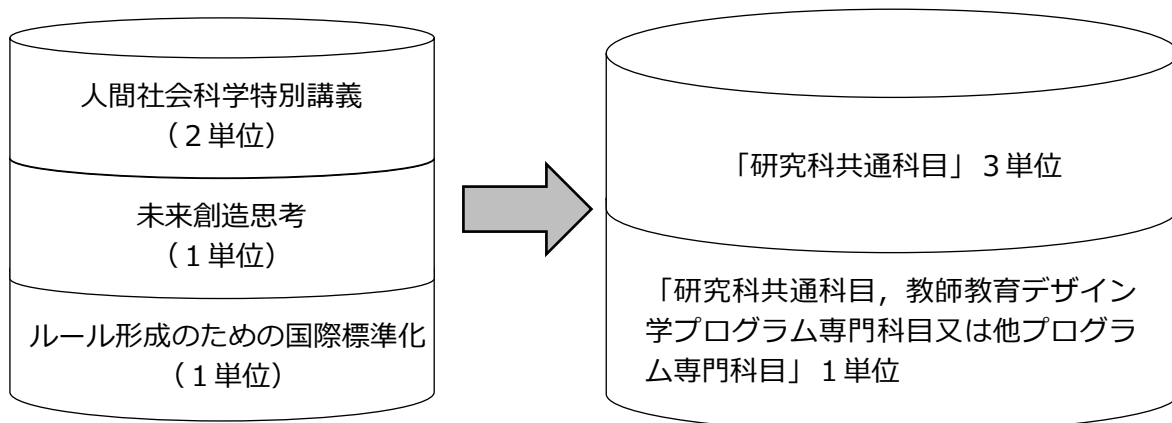 人間社会科学特別講義
（２単位）
未来創造思考
（１単位）
ルール形成のための国際標準化
（１単位）
「研究科共通科目」３単位
「研究科共通科目，教師教育デザイン
学プログラム専門科目又は他プログラ
ム専門科目」１単位